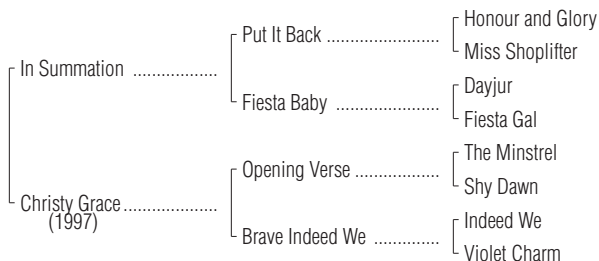 Honour and Glory
Put It Back ......................
Miss Shoplifter
In Summation ................
Dayjur
Fiesta Baby ....................
Fiesta Gal
The Minstrel
Opening Verse ................
Shy Dawn
Christy Grace..................
(1997)
Indeed We
Brave Indeed We .............
Violet Charm